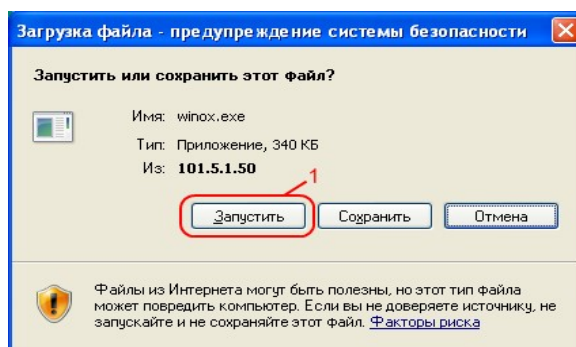 Загрузка файла - предупреждение системы безопасности
Запустить или сохранить этот файл?
Имя: winox.exe
Тип: Приложение, 340 КБ
Из: 101.5.1.50
1
Запустить Сохранить Отмена
Файлы из Интернета могут быть полезны, но этот тип файла
может повредить компьютер. Если вы не доверяете источнику, не
запускайте и не сохраняйте этот файл. Факторы риска